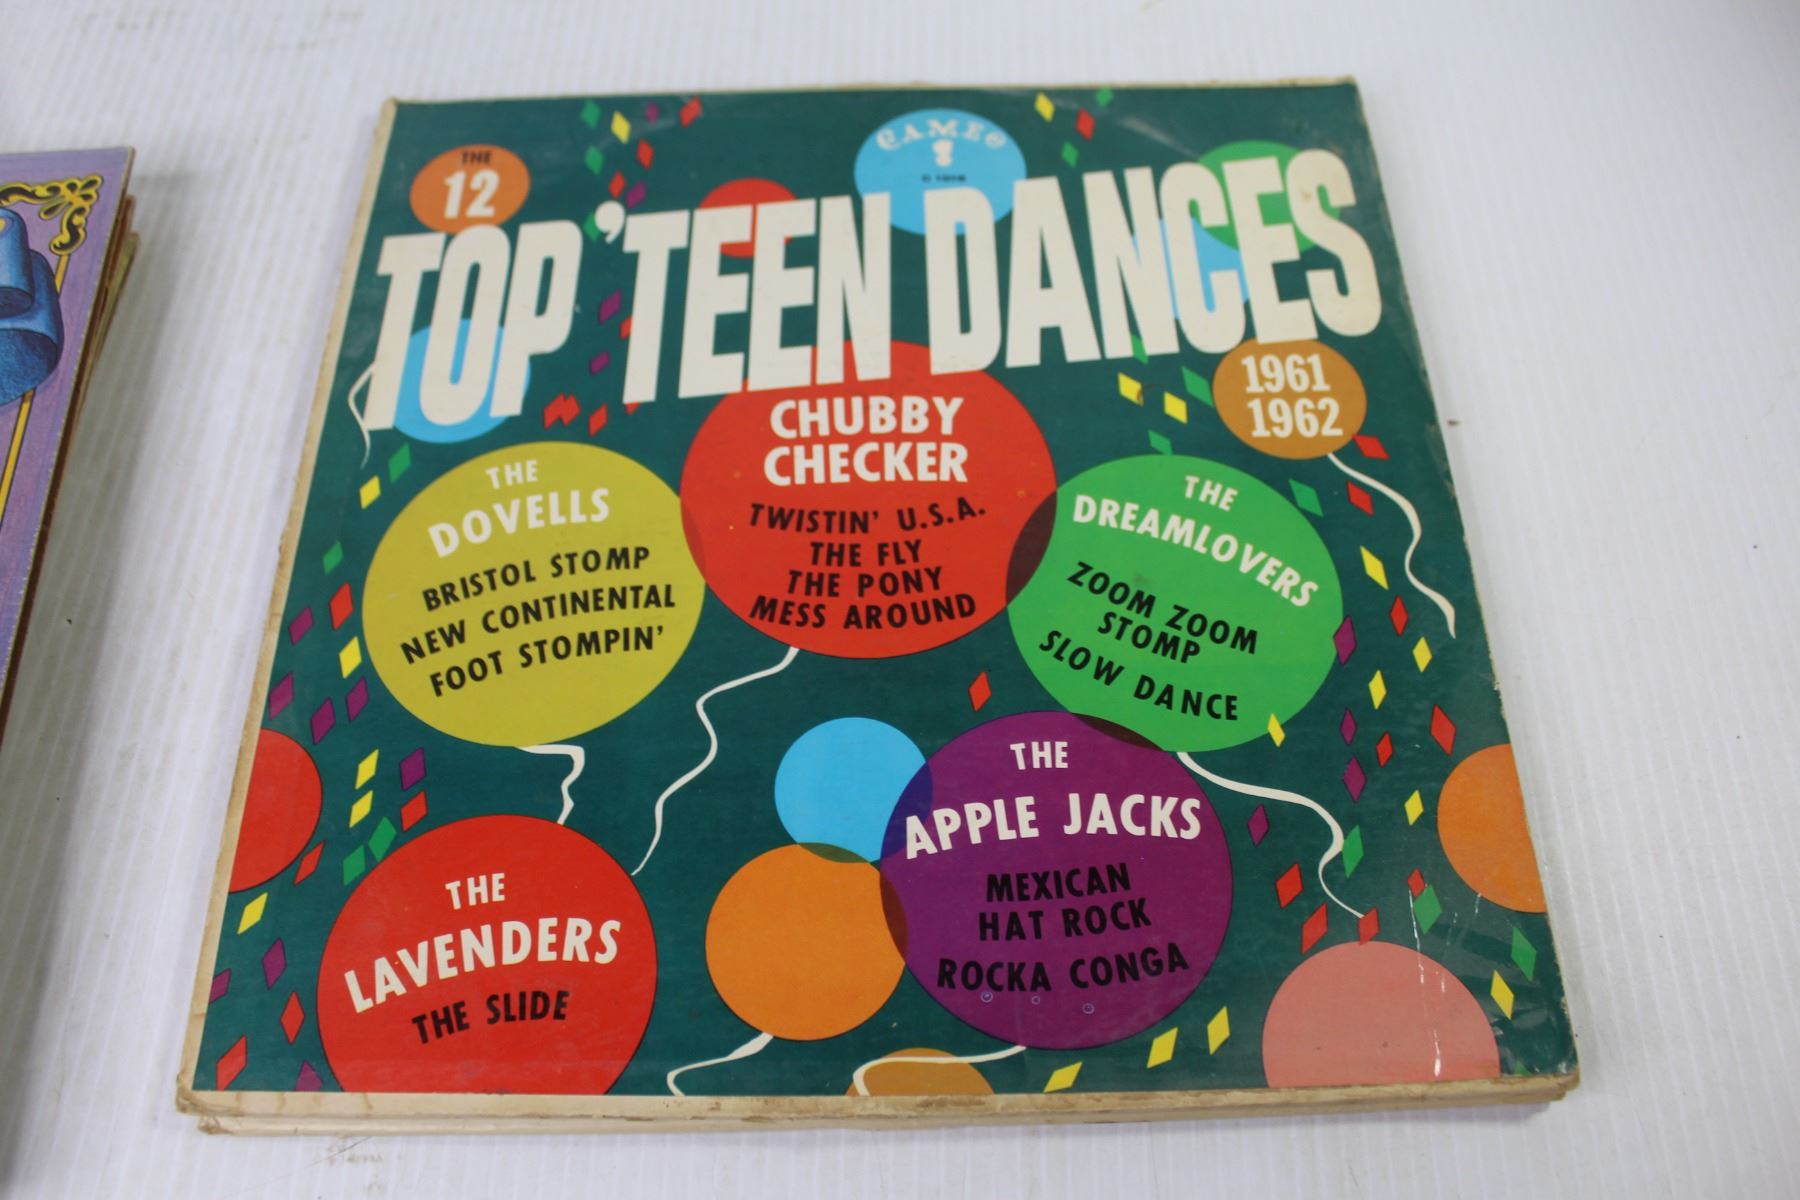 CAMEO
THE
12
TOP 'TEEN DANCES
1961
1962
CHUBBY
CHECKER
TWISTIN' U.S.A.
THE FLY
THE PONY
MESS AROUND
THE
DOVELLS
BRISTOL STOMP
NEW CONTINENTAL
FOOT STOMPIN'
THE
DREAMLOVERS
ZOOM ZOOM
STOMP
SLOW DANCE
THE
APPLE JACKS
MEXICAN
HAT ROCK
ROCKA CONGA
THE
LAVENDERS
THE SLIDE